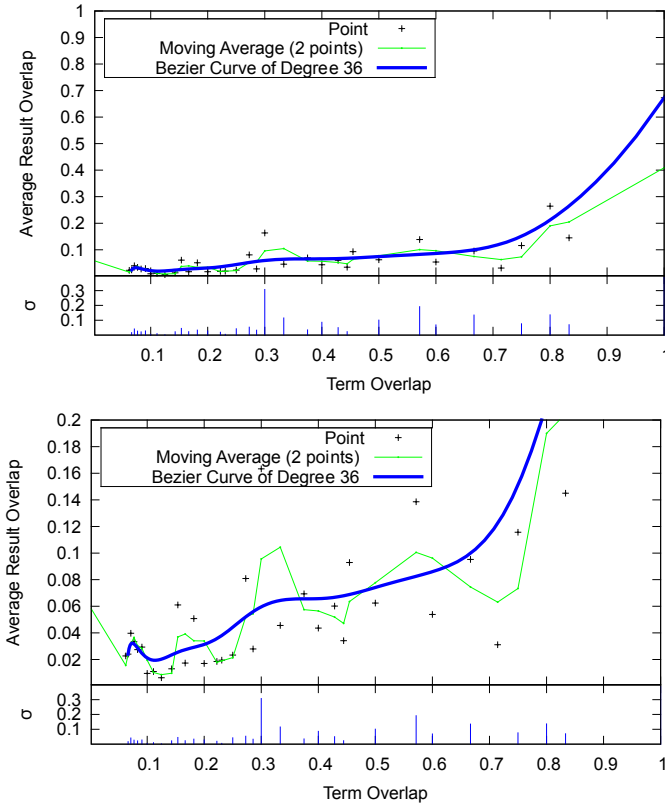 1
0.9
0.8
0.7
0.6
0.5
0.4
0.3
0.2
0.1
Average Result Overlap
Point
Moving Average (2 points)
Bezier Curve of Degree 36
0.3
0.2
0.1
σ
0.1 0.2 0.3 0.4 0.5 0.6 0.7 0.8 0.9 1
Term Overlap
0.2
0.18
0.16
0.14
0.12
0.1
0.08
0.06
0.04
0.02
Average Result Overlap
Point
Moving Average (2 points)
Bezier Curve of Degree 36
0.3
0.2
0.1
σ
0.1 0.2 0.3 0.4 0.5 0.6 0.7 0.8 0.9 1
Term Overlap